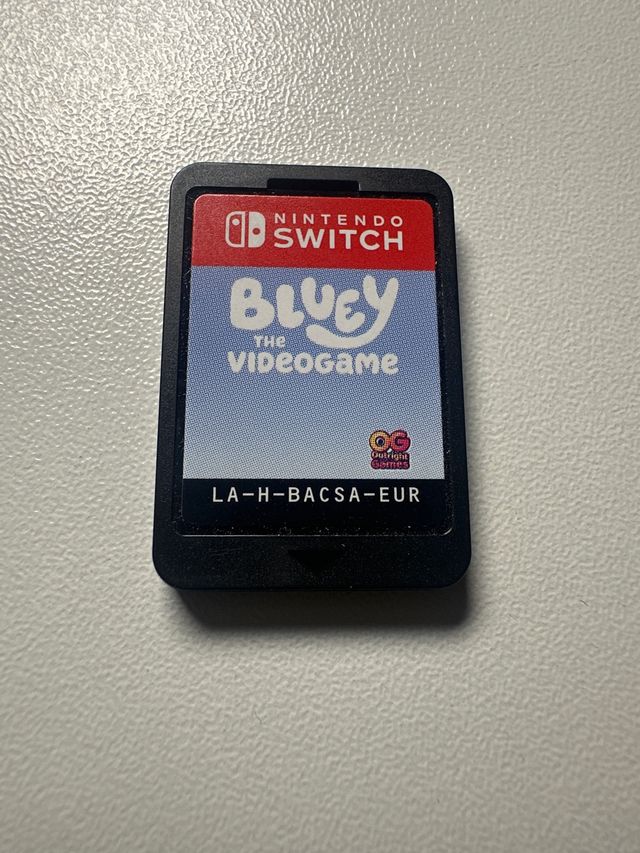 NINTENDO
SWITCH
BLUEY
THE
VIDEOGAME
OG
Outright
Games
LA-H-BACSA-EUR